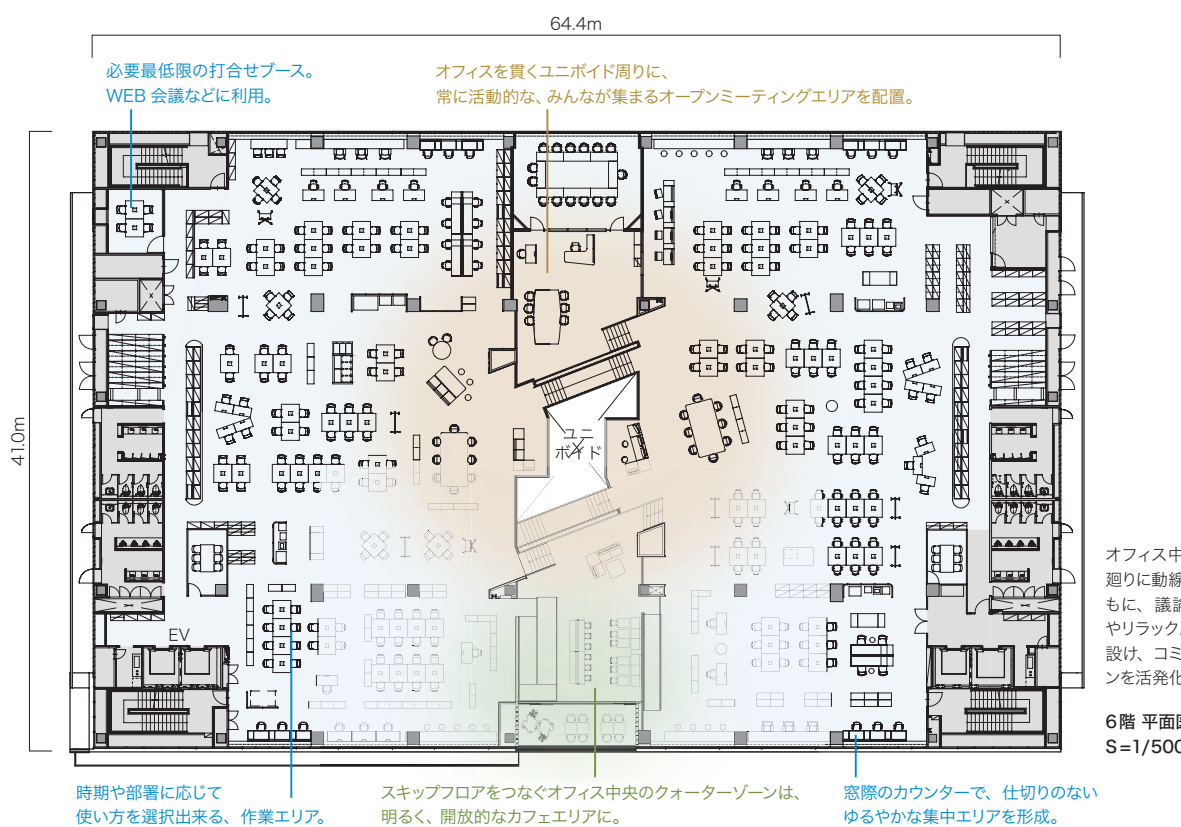 64.4m
必要最低限の打合せブース。
WEB 会議などに利用。
オフィスを貫くユニボイド周りに、
常に活動的な、みんなが集まるオープンミーティングエリアを配置。
41.0m
ユニ
ボイド
EV
オフィス中
廻りに動線
もに、議論
やリラック
設け、コミ
ンを活発化
6階 平面図
S=1/500
時期や部署に応じて
使い方を選択出来る、作業エリア。
スキップフロアをつなぐオフィス中央のクォーターゾーンは、
明るく、開放的なカフェエリアに。
窓際のカウンターで、仕切りのない
ゆるやかな集中エリアを形成。